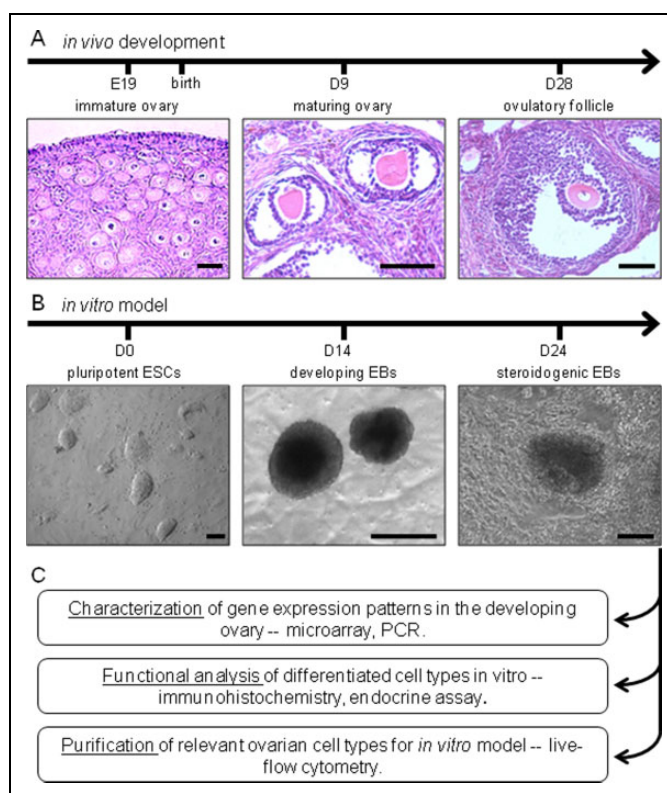 A in vivo development
E19 birth D9 D28
immature ovary maturing ovary ovulatory follicle
B in vitro model
D0 D14 D24
pluripotent ESCs developing EBs steroidogenic EBs
C
Characterization of gene expression patterns in the developing
ovary -- microarray, PCR.
Functional analysis of differentiated cell types in vitro --
immunohistochemistry, endocrine assay.
Purification of relevant ovarian cell types for in vitro model -- live-
flow cytometry.